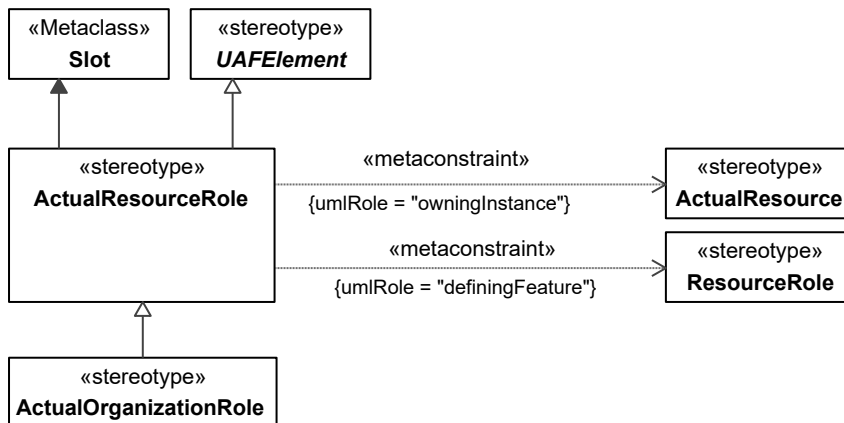 «Metaclass»
Slot
«stereotype»
UAFElement
«stereotype»
ActualResourceRole
«metaconstraint»
{umlRole = "owningInstance"}
«stereotype»
ActualResource
«metaconstraint»
{umlRole = "definingFeature"}
«stereotype»
ResourceRole
«stereotype»
ActualOrganizationRole